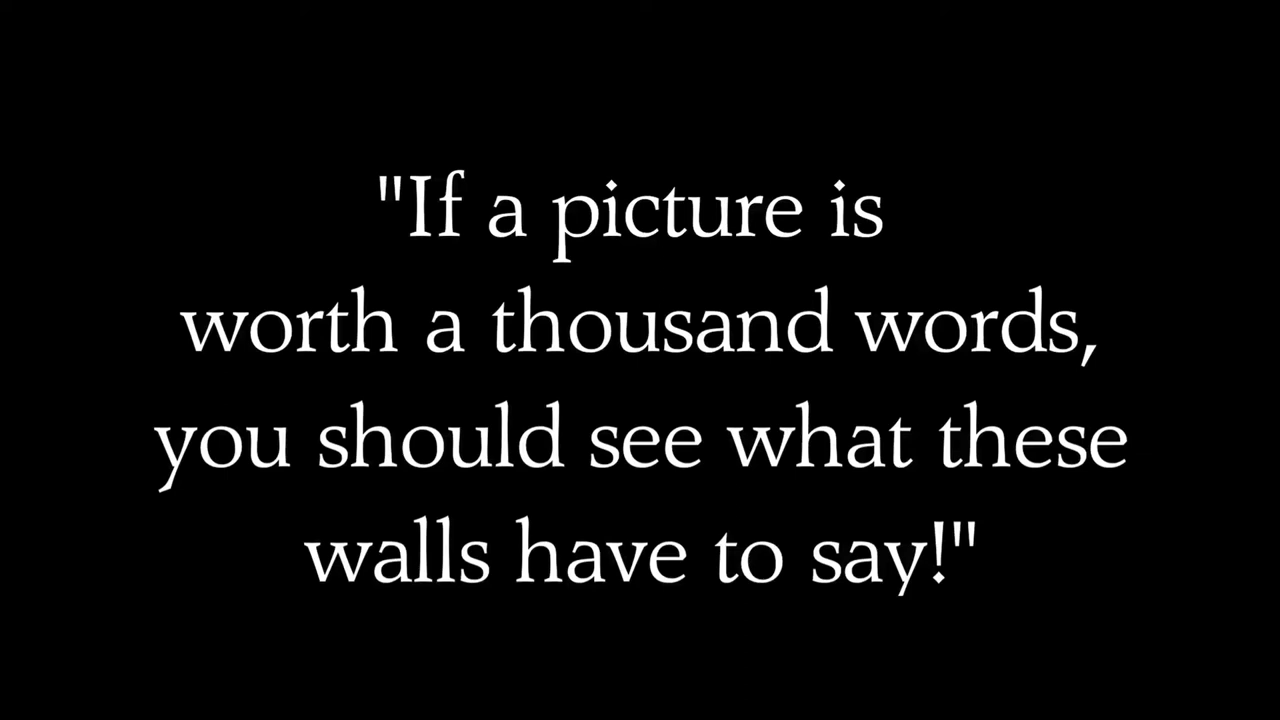 "If a picture is
worth a thousand words,
you should see what these
walls have to say!"